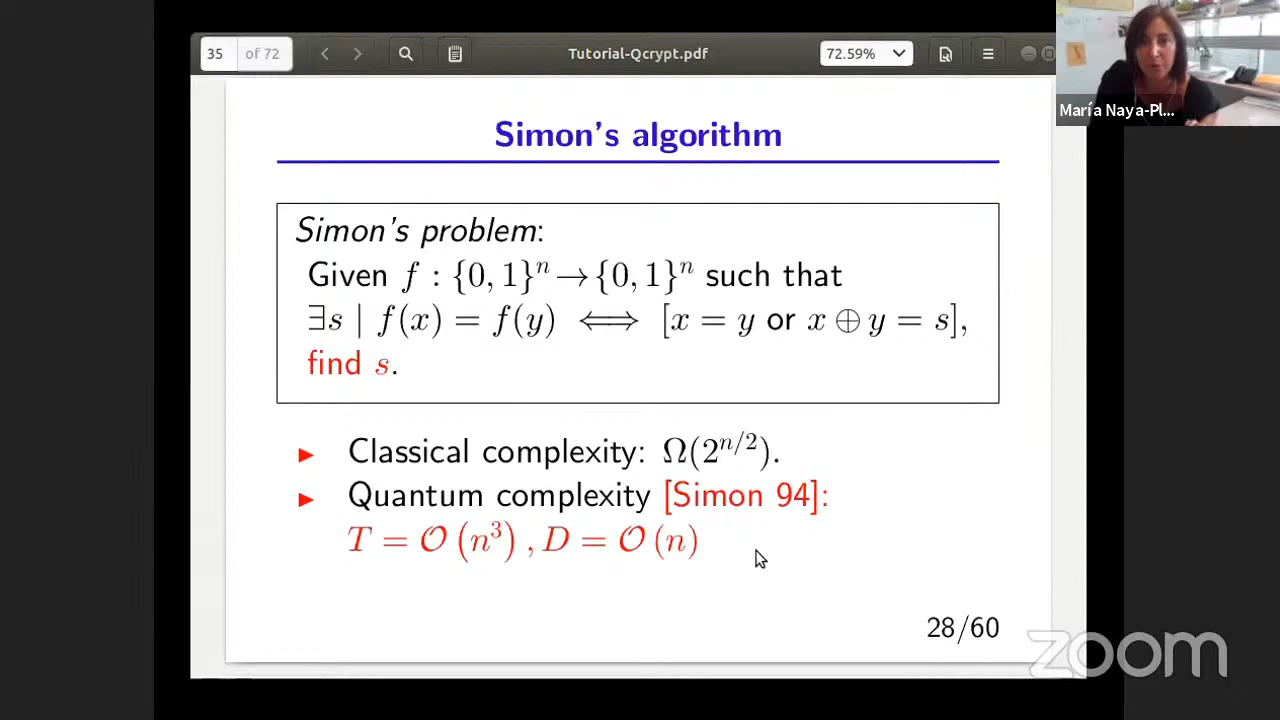 35 of 72 Tutorial-Qcrypt.pdf 72.59%
María Naya-Pl...
Simon's algorithm
Simon's problem:
Given f : {0, 1}ⁿ → {0, 1}ⁿ such that
∃s | f(x) = f(y) ⟺ [x = y or x ⊕ y = s],
find s.
► Classical complexity: Ω(2^{n/2}).
► Quantum complexity [Simon 94]:
T = 𝒪(n³), D = 𝒪(n)
28/60
zoom